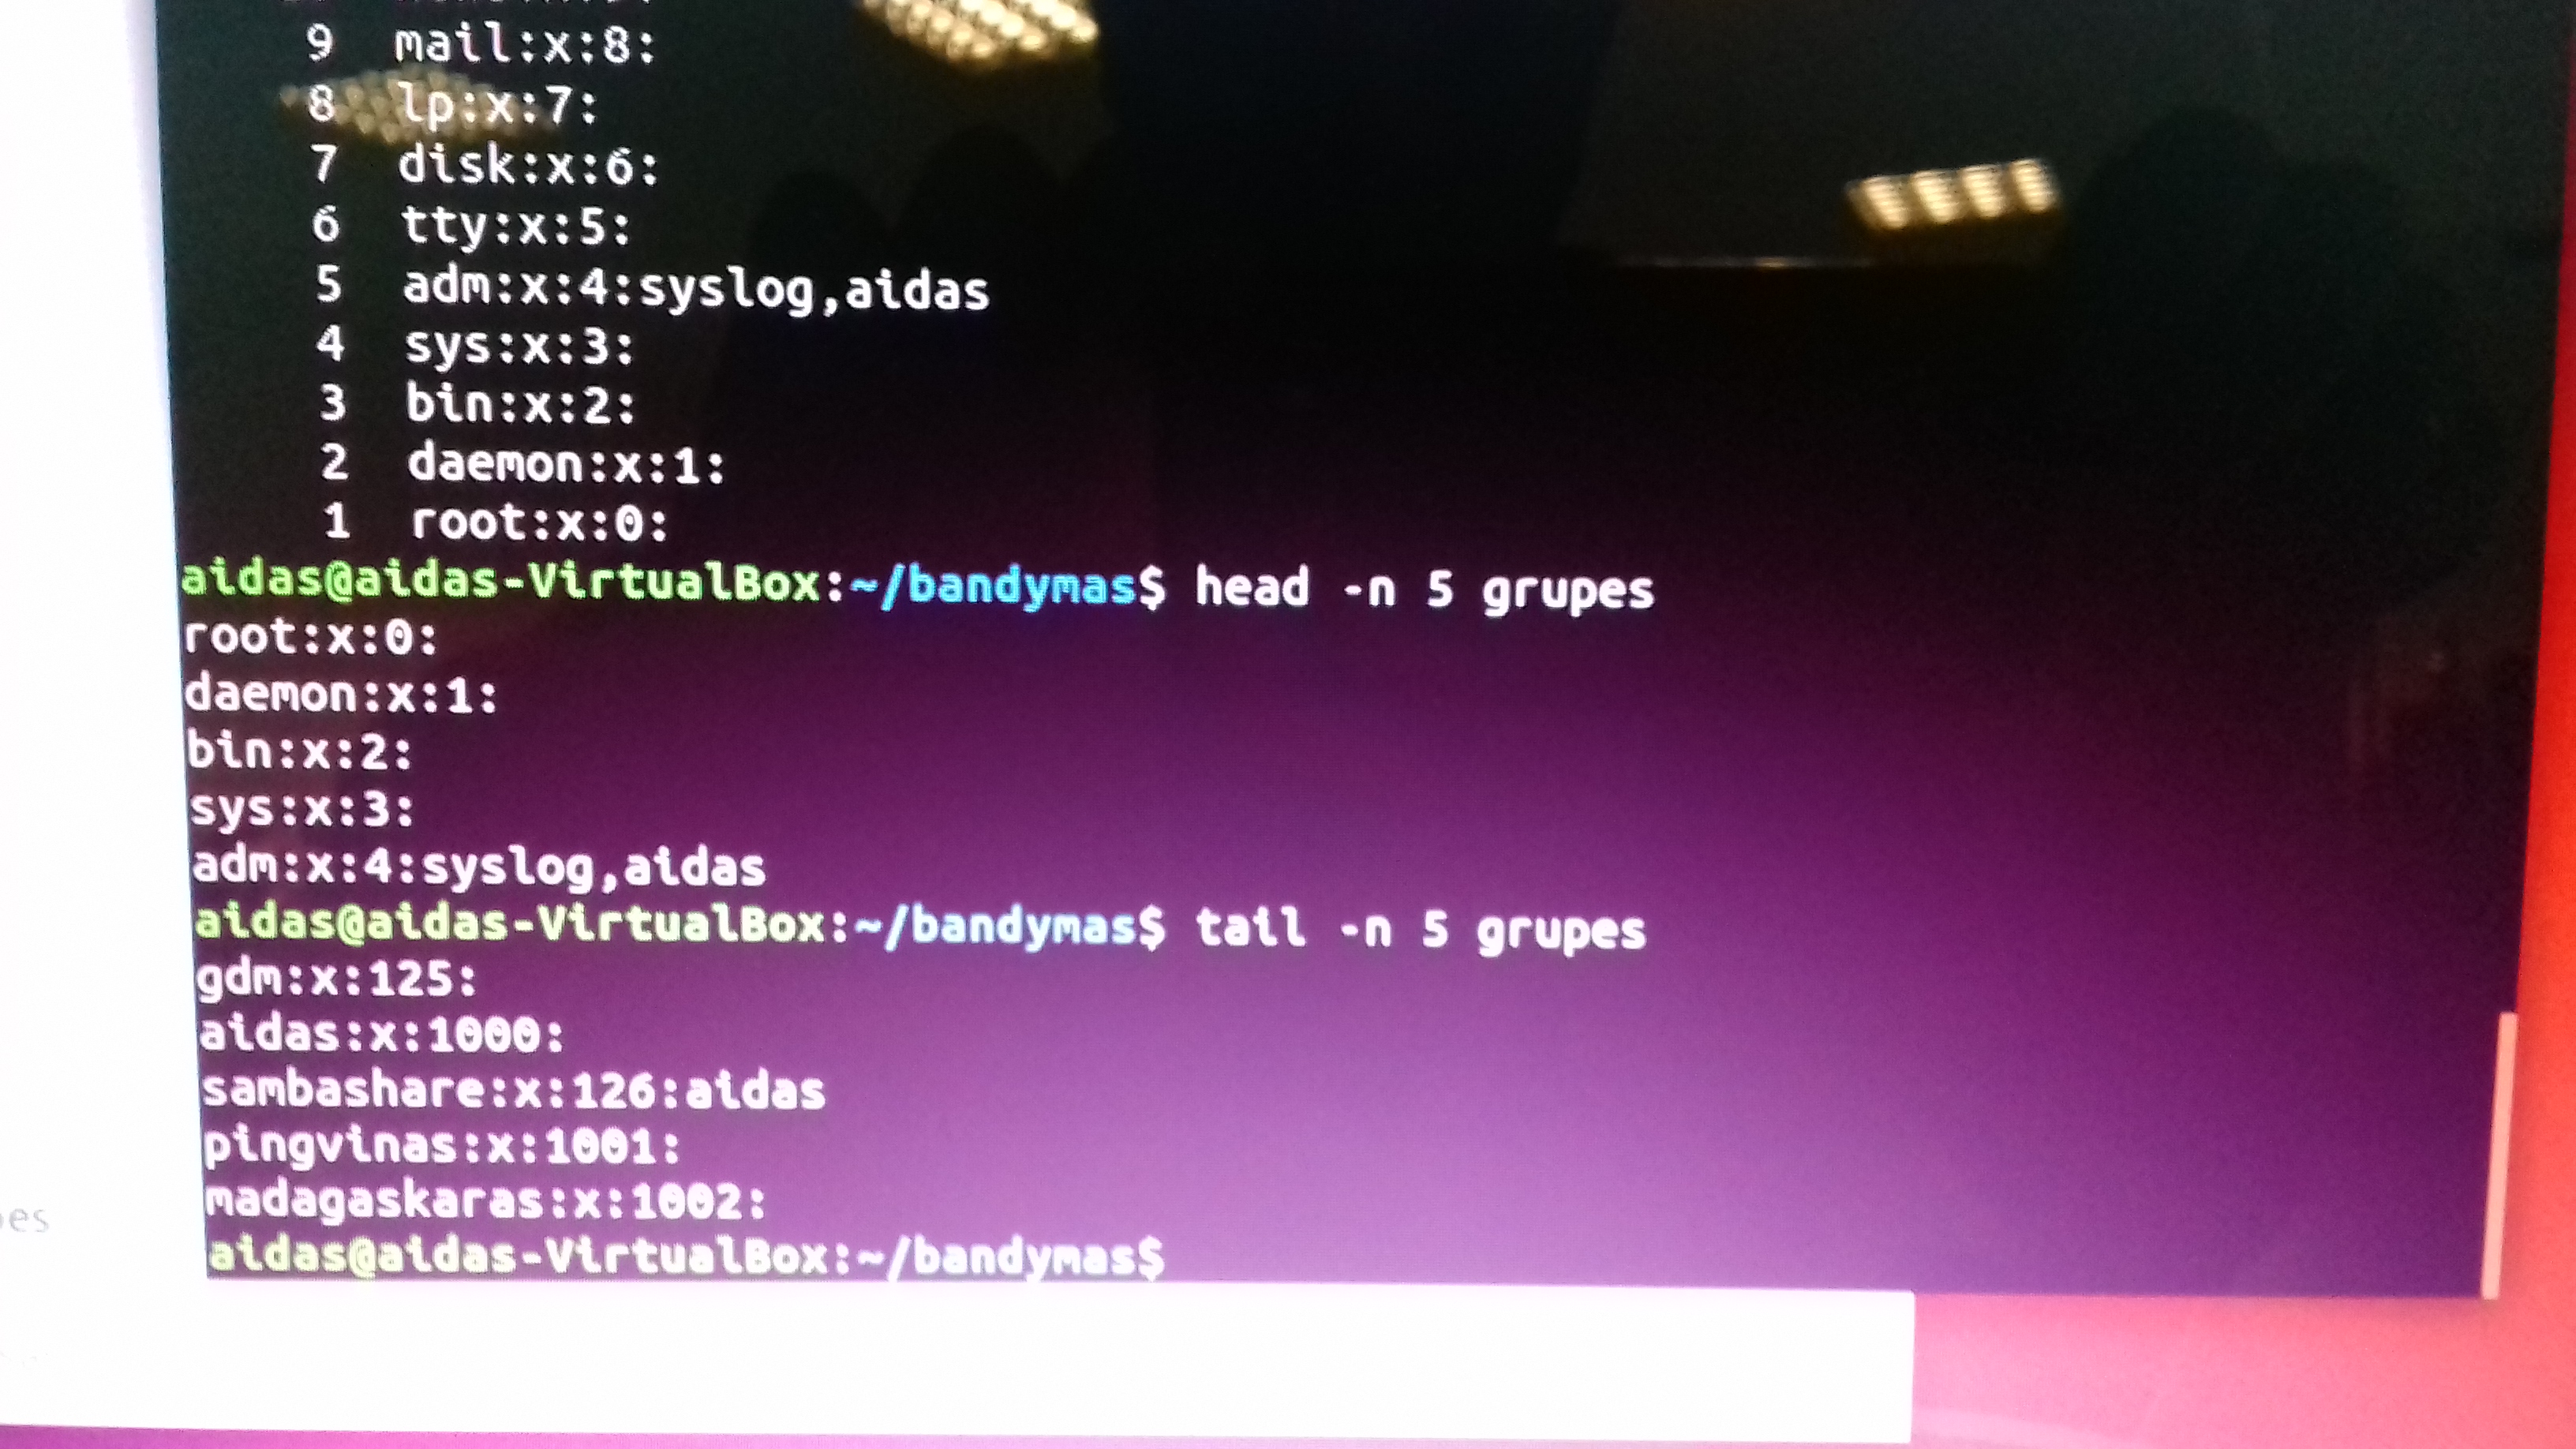 9 mail:x:8:
8 lp:x:7:
7 disk:x:6:
6 tty:x:5:
5 adm:x:4:syslog,aidas
4 sys:x:3:
3 bin:x:2:
2 daemon:x:1:
1 root:x:0:
aidas@aidas-VirtualBox:~/bandymas$ head -n 5 grupes
root:x:0:
daemon:x:1:
bin:x:2:
sys:x:3:
adm:x:4:syslog,aidas
aidas@aidas-VirtualBox:~/bandymas$ tail -n 5 grupes
gdm:x:125:
aidas:x:1000:
sambashare:x:126:aidas
pingvinas:x:1001:
madagaskaras:x:1002:
aidas@aidas-VirtualBox:~/bandymas$